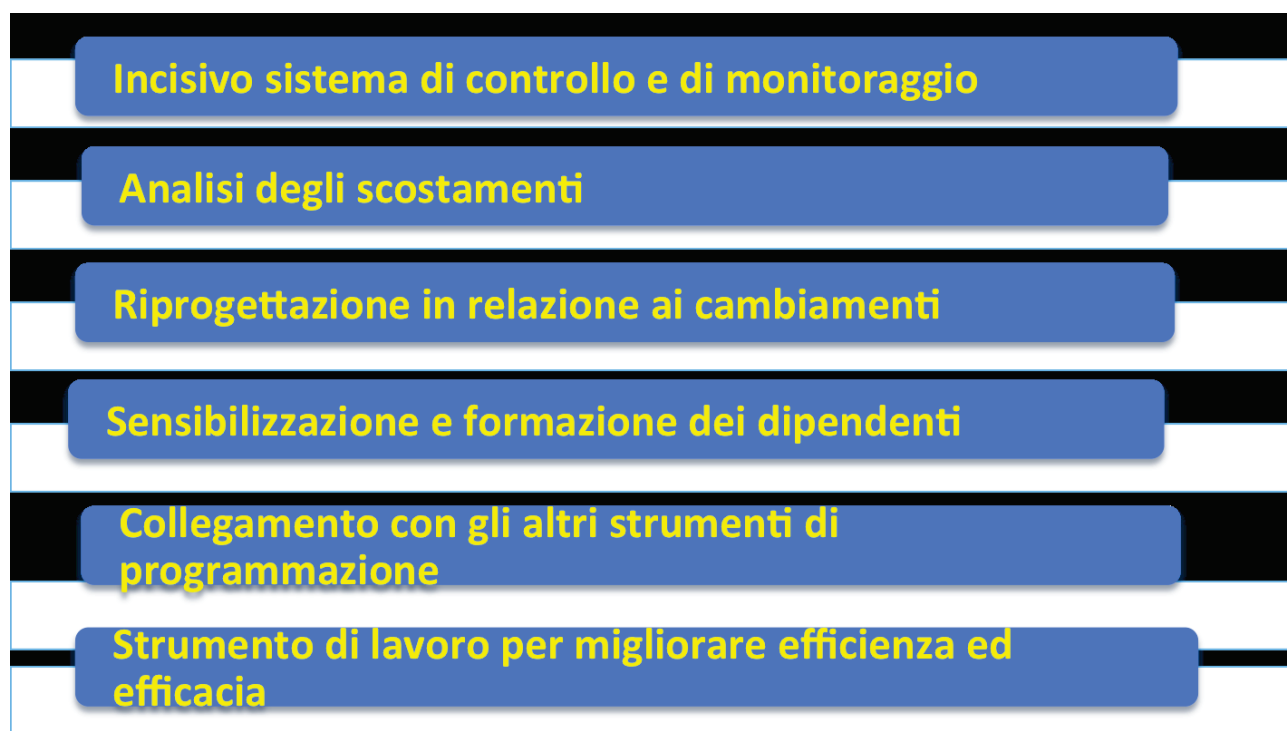 Incisivo sistema di controllo e di monitoraggio
Analisi degli scostamenti
Riprogettazione in relazione ai cambiamenti
Sensibilizzazione e formazione dei dipendenti
Collegamento con gli altri strumenti di
programmazione
Strumento di lavoro per migliorare efficienza ed
efficacia